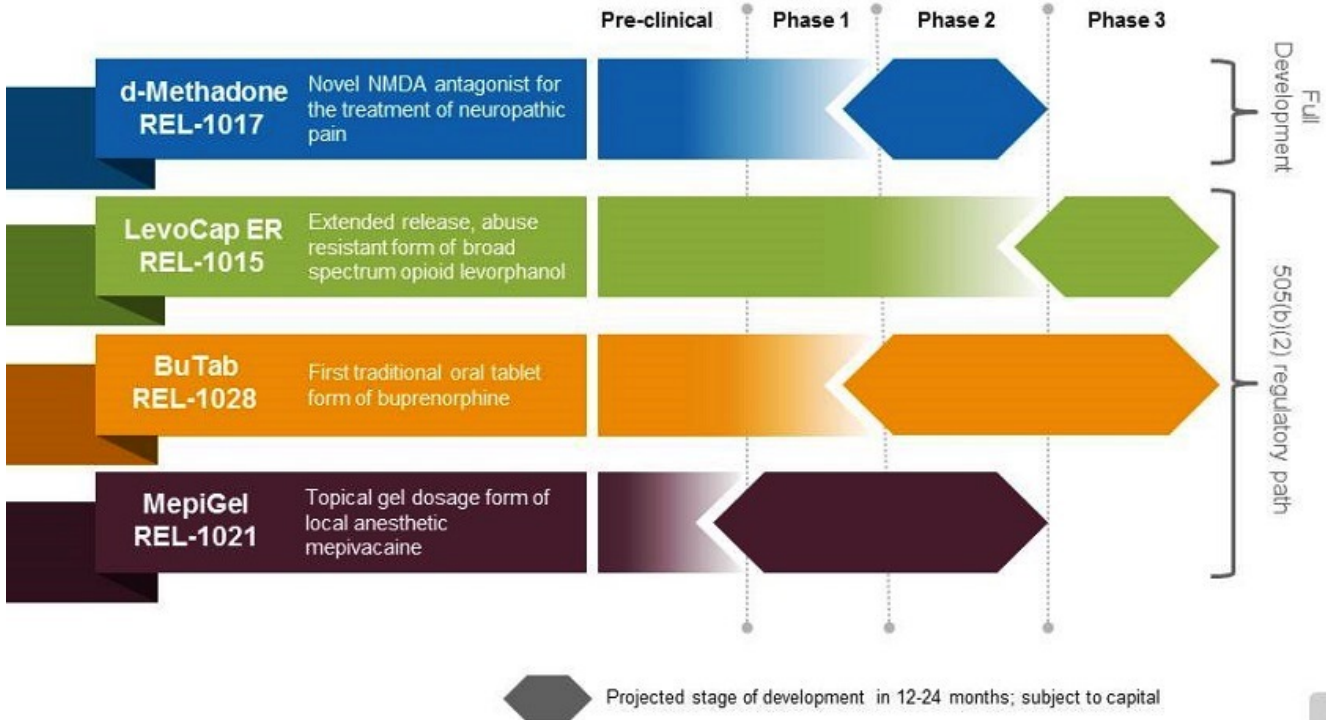 Pre-clinical Phase 1 Phase 2 Phase 3
d-Methadone
REL-1017
Novel NMDA antagonist for
the treatment of neuropathic
pain
Full
Development
LevoCap ER
REL-1015
Extended release, abuse
resistant form of broad
spectrum opioid levorphanol
BuTab
REL-1028
First traditional oral tablet
form of buprenorphine
MepiGel
REL-1021
Topical gel dosage form of
local anesthetic
mepivacaine
505(b)(2) regulatory path
Projected stage of development in 12-24 months; subject to capital